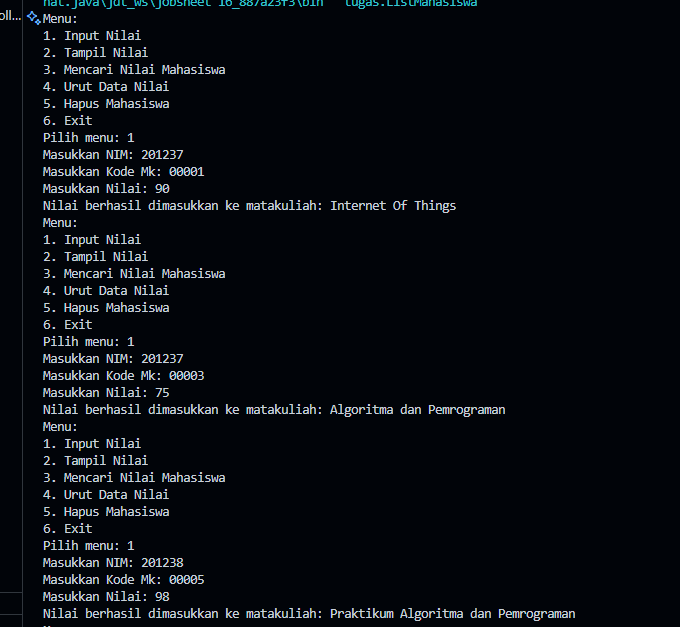 oll...
hat.java\jdt_ws\jobsheet 16_887a23f3\bin' 'tugas.ListMahasiswa'
Menu:
1. Input Nilai
2. Tampil Nilai
3. Mencari Nilai Mahasiswa
4. Urut Data Nilai
5. Hapus Mahasiswa
6. Exit
Pilih menu: 1
Masukkan NIM: 201237
Masukkan Kode Mk: 00001
Masukkan Nilai: 90
Nilai berhasil dimasukkan ke matakuliah: Internet Of Things
Menu:
1. Input Nilai
2. Tampil Nilai
3. Mencari Nilai Mahasiswa
4. Urut Data Nilai
5. Hapus Mahasiswa
6. Exit
Pilih menu: 1
Masukkan NIM: 201237
Masukkan Kode Mk: 00003
Masukkan Nilai: 75
Nilai berhasil dimasukkan ke matakuliah: Algoritma dan Pemrograman
Menu:
1. Input Nilai
2. Tampil Nilai
3. Mencari Nilai Mahasiswa
4. Urut Data Nilai
5. Hapus Mahasiswa
6. Exit
Pilih menu: 1
Masukkan NIM: 201238
Masukkan Kode Mk: 00005
Masukkan Nilai: 98
Nilai berhasil dimasukkan ke matakuliah: Praktikum Algoritma dan Pemrograman